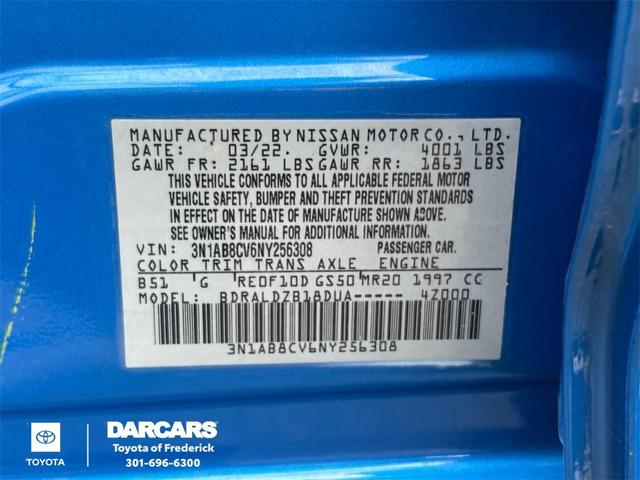 MANUFACTURED BY NISSAN MOTOR CO., LTD.
DATE: 03/22. GVWR: 4001 LBS
GAWR FR: 2161 LBS GAWR RR: 1863 LBS
THIS VEHICLE CONFORMS TO ALL APPLICABLE FEDERAL MOTOR
VEHICLE SAFETY, BUMPER AND THEFT PREVENTION STANDARDS
IN EFFECT ON THE DATE OF MANUFACTURE SHOWN ABOVE.
SEE OWNER'S MANUAL FOR ADDITIONAL INFORMATION.
VIN: 3N1AB8CV6NY256308 PASSENGER CAR.
COLOR TRIM TRANS AXLE ENGINE
B51 G RE0F10D GS50 MR20 1997 CC
MODEL: BDRALDZB18DUA----- 4Z000
3N1AB8CV6NY256308
TOYOTA
DARCARS
Toyota of Frederick
301-696-6300